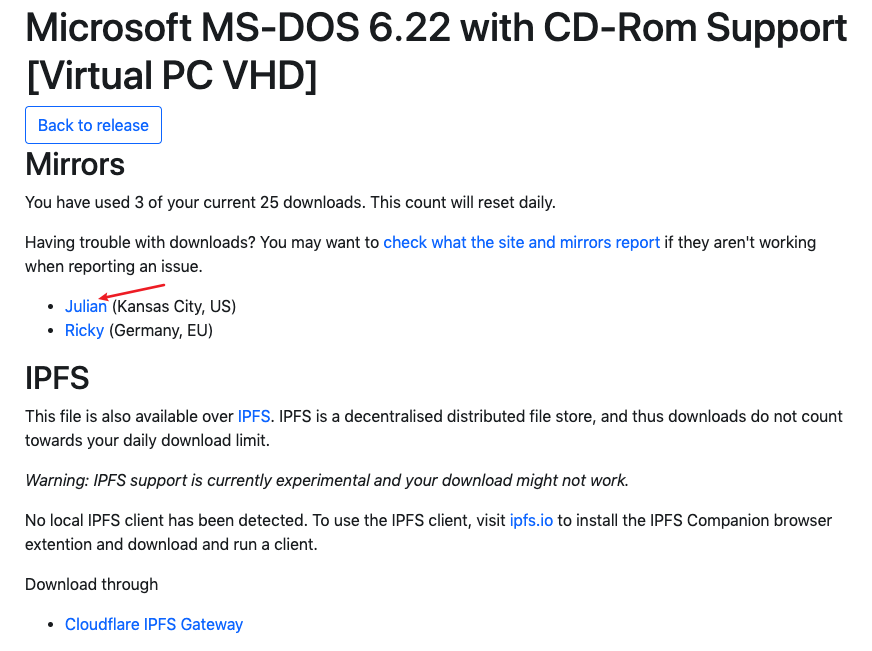 Microsoft MS-DOS 6.22 with CD-Rom Support
[Virtual PC VHD]
Back to release
Mirrors
You have used 3 of your current 25 downloads. This count will reset daily.
Having trouble with downloads? You may want to check what the site and mirrors report if they aren't working
when reporting an issue.
• Julian (Kansas City, US)
• Ricky (Germany, EU)
IPFS
This file is also available over IPFS. IPFS is a decentralised distributed file store, and thus downloads do not count
towards your daily download limit.
Warning: IPFS support is currently experimental and your download might not work.
No local IPFS client has been detected. To use the IPFS client, visit ipfs.io to install the IPFS Companion browser
extention and download and run a client.
Download through
• Cloudflare IPFS Gateway